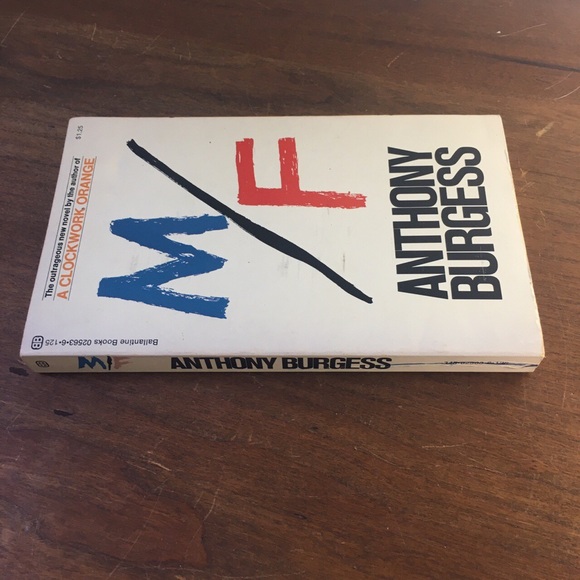 $1.25
The outrageous new novel by the author of
A CLOCKWORK ORANGE
M/F
ANTHONY
BURGESS
Ballantine Books 02563-6-125
BB
M/F
ANTHONY BURGESS